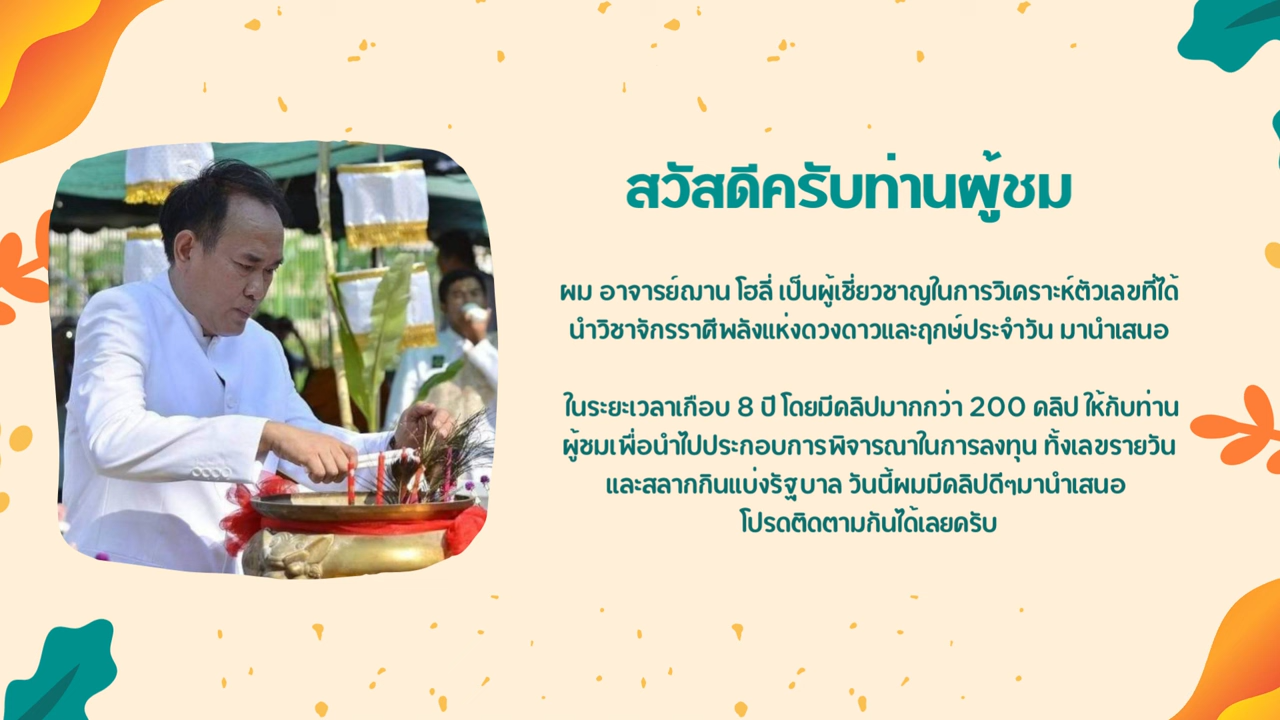 สวัสดีครับท่านผู้ชม
ผม อาจารย์ฌาน โฮลี่ เป็นผู้เชี่ยวชาญในการวิเคราะห์ตัวเลขที่ได้
นำวิชาจักรราศีพลังแห่งดวงดาวและฤกษ์ประจำวัน มานำเสนอ
ในระยะเวลาเกือบ 8 ปี โดยมีคลิปมากกว่า 200 คลิป ให้กับท่าน
ผู้ชมเพื่อนำไปประกอบการพิจารณาในการลงทุน ทั้งเลขรายวัน
และสลากกินแบ่งรัฐบาล วันนี้ผมมีคลิปดีๆมานำเสนอ
โปรดติดตามกันได้เลยครับ